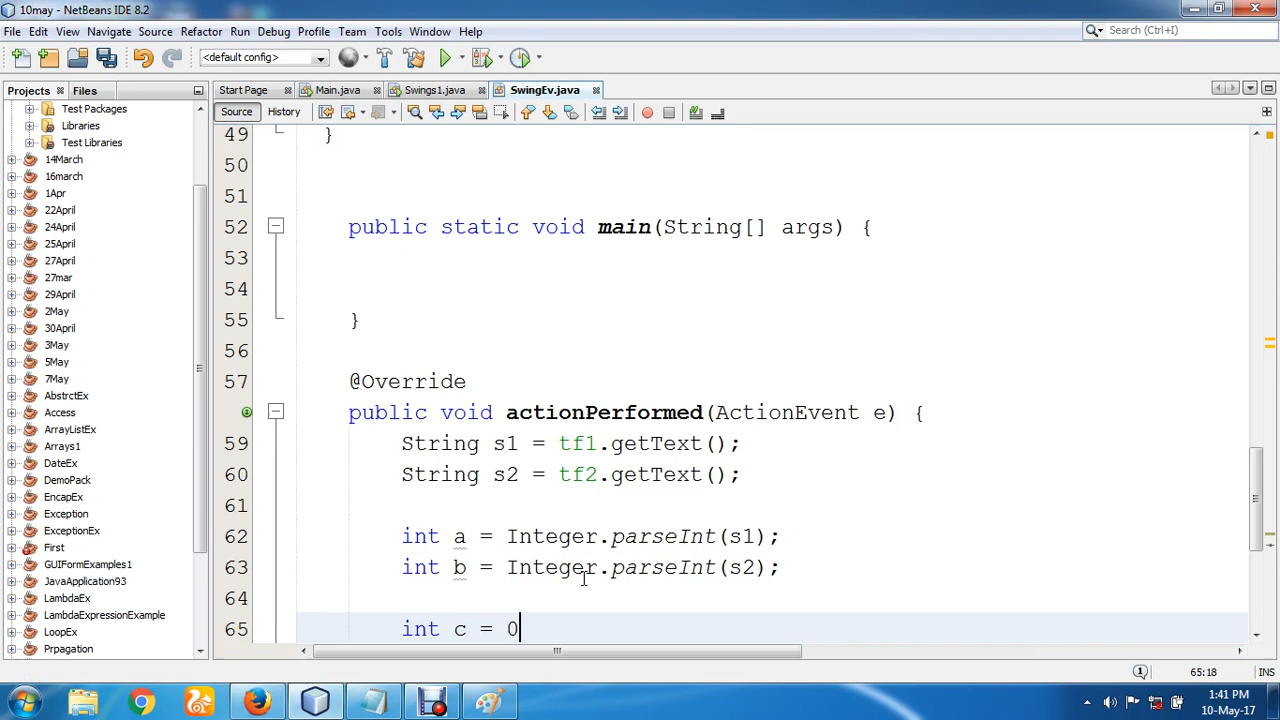 10may - NetBeans IDE 8.2
File Edit View Navigate Source Refactor Run Debug Profile Team Tools Window Help
Search (Ctrl+I)
<default config>
Projects Files
Start Page Main.java Swings1.java SwingEv.java
Source History
Test Packages
Libraries
Test Libraries
14March
16march
1Apr
22April
24April
25April
27April
27mar
29April
2May
30April
3May
5May
7May
AbstrctEx
Access
ArrayListEx
Arrays1
DateEx
DemoPack
EncapEx
Exception
ExceptionEx
First
GUIFormExamples1
JavaApplication93
LambdaEx
LambdaExpressionExample
LoopEx
Prpagation
49 }
50
51
52 public static void main(String[] args) {
53
54
55 }
56
57 @Override
public void actionPerformed(ActionEvent e) {
59 String s1 = tf1.getText();
60 String s2 = tf2.getText();
61
62 int a = Integer.parseInt(s1);
63 int b = Integer.parseInt(s2);
64
65 int c = 0
65:18 INS
1:41 PM
10-May-17